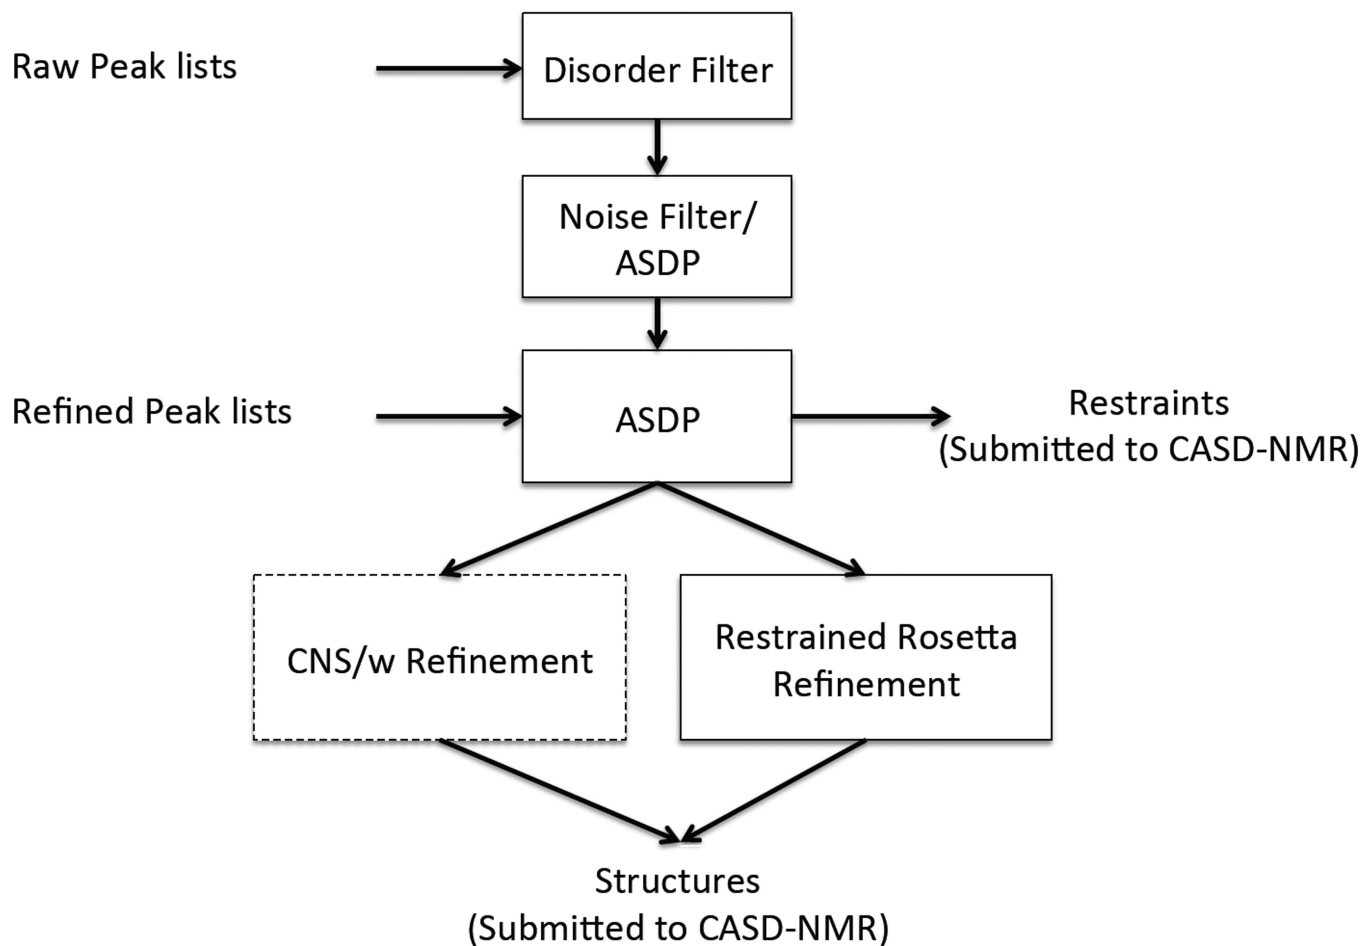 Raw Peak lists
Disorder Filter
Noise Filter/
ASDP
Refined Peak lists
ASDP
Restraints
(Submitted to CASD-NMR)
CNS/w Refinement
Restrained Rosetta
Refinement
Structures
(Submitted to CASD-NMR)